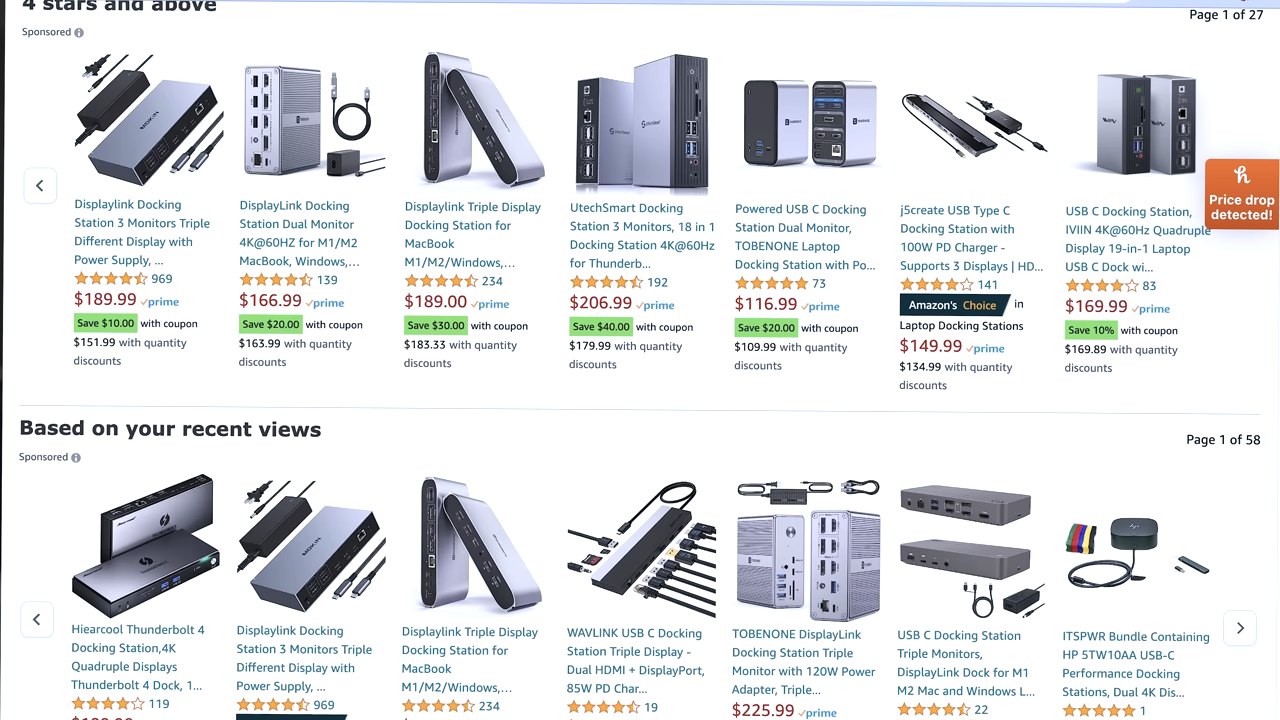 4 stars and above
Page 1 of 27
Sponsored
Displaylink Docking
Station 3 Monitors Triple
Different Display with
Power Supply, ...
969
$189.99 prime
Save $10.00 with coupon
$151.99 with quantity
discounts
DisplayLink Docking
Station Dual Monitor
4K@60HZ for M1/M2
MacBook, Windows,...
139
$166.99 prime
Save $20.00 with coupon
$163.99 with quantity
discounts
Displaylink Triple Display
Docking Station for
MacBook
M1/M2/Windows,...
234
$189.00 prime
Save $30.00 with coupon
$183.33 with quantity
discounts
UtechSmart Docking
Station 3 Monitors, 18 in 1
Docking Station 4K@60Hz
for Thunderb...
192
$206.99 prime
Save $40.00 with coupon
$179.99 with quantity
discounts
Powered USB C Docking
Station Dual Monitor,
TOBENONE Laptop
Docking Station with Po...
73
$116.99 prime
Save $20.00 with coupon
$109.99 with quantity
discounts
j5create USB Type C
Docking Station with
100W PD Charger -
Supports 3 Displays | HD...
141
Amazon's Choice in
Laptop Docking Stations
$149.99 prime
$134.99 with quantity
discounts
USB C Docking Station,
IVIIN 4K@60Hz Quadruple
Display 19-in-1 Laptop
USB C Dock wi...
83
$169.99 prime
Save 10% with coupon
$169.89 with quantity
discounts
h
Price drop
detected!
Based on your recent views
Page 1 of 58
Sponsored
Hiearcool Thunderbolt 4
Docking Station,4K
Quadruple Displays
Thunderbolt 4 Dock, 1...
119
Displaylink Docking
Station 3 Monitors Triple
Different Display with
Power Supply, ...
969
Displaylink Triple Display
Docking Station for
MacBook
M1/M2/Windows,...
234
WAVLINK USB C Docking
Station Triple Display -
Dual HDMI + DisplayPort,
85W PD Char...
19
TOBENONE DisplayLink
Docking Station Triple
Monitor with 120W Power
Adapter, Triple...
$225.99 prime
USB C Docking Station
Triple Monitors,
DisplayLink Dock for M1
M2 Mac and Windows L...
22
ITSPWR Bundle Containing
HP 5TW10AA USB-C
Performance Docking
Stations, Dual 4K Dis...
1